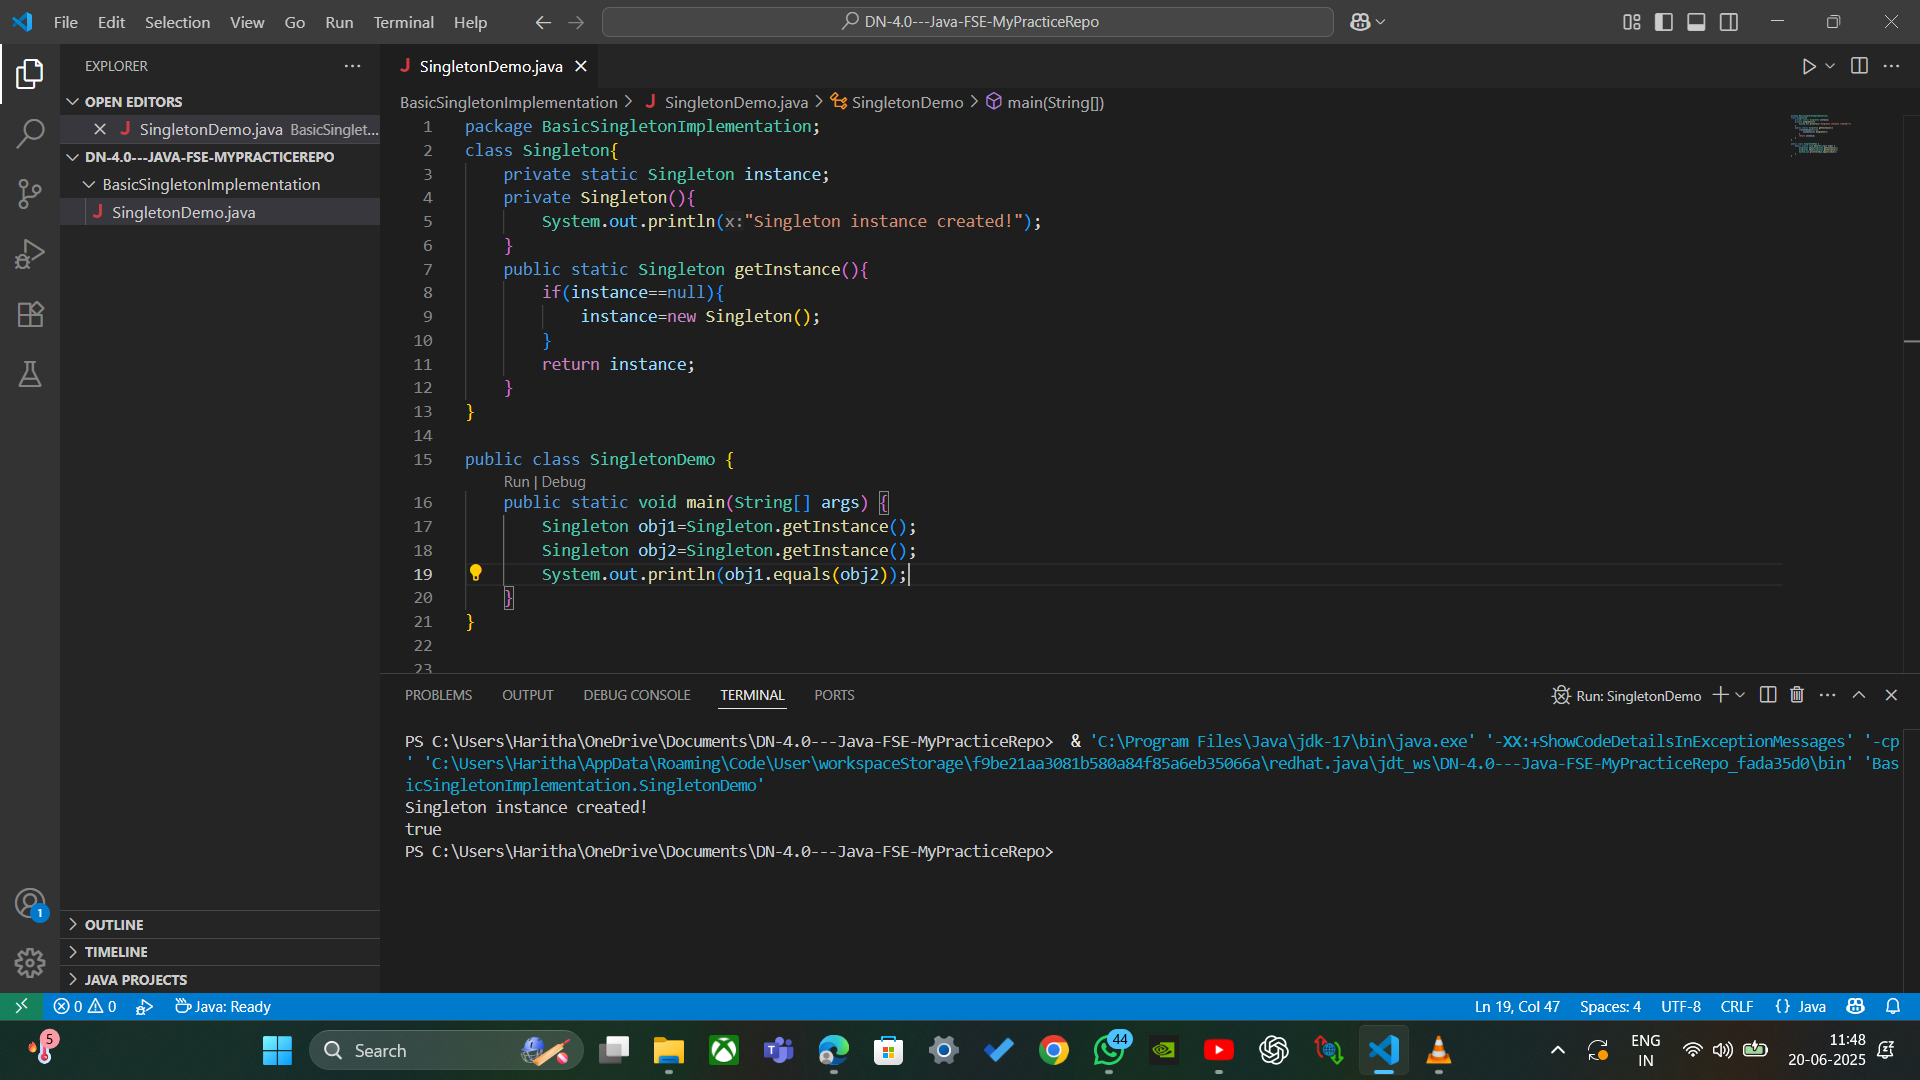 File Edit Selection View Go Run Terminal Help
DN-4.0---Java-FSE-MyPracticeRepo
EXPLORER
OPEN EDITORS
SingletonDemo.java BasicSinglet...
DN-4.0---JAVA-FSE-MYPRACTICEREPO
BasicSingletonImplementation
J SingletonDemo.java
OUTLINE
TIMELINE
JAVA PROJECTS
J SingletonDemo.java
BasicSingletonImplementation > J SingletonDemo.java > SingletonDemo > main(String[])
1 package BasicSingletonImplementation;
2 class Singleton{
3 private static Singleton instance;
4 private Singleton(){
5 System.out.println(x:"Singleton instance created!");
6 }
7 public static Singleton getInstance(){
8 if(instance==null){
9 instance=new Singleton();
10 }
11 return instance;
12 }
13 }
14
15 public class SingletonDemo {
Run | Debug
16 public static void main(String[] args) {
17 Singleton obj1=Singleton.getInstance();
18 Singleton obj2=Singleton.getInstance();
19 System.out.println(obj1.equals(obj2));
20 }
21 }
22
23
PROBLEMS OUTPUT DEBUG CONSOLE TERMINAL PORTS
Run: SingletonDemo
PS C:\Users\Haritha\OneDrive\Documents\DN-4.0---Java-FSE-MyPracticeRepo> & 'C:\Program Files\Java\jdk-17\bin\java.exe' '-XX:+ShowCodeDetailsInExceptionMessages' '-cp
' 'C:\Users\Haritha\AppData\Roaming\Code\User\workspaceStorage\f9be21aa3081b580a84f85a6eb35066a\redhat.java\jdt_ws\DN-4.0---Java-FSE-MyPracticeRepo_fada35d0\bin' 'Bas
icSingletonImplementation.SingletonDemo'
Singleton instance created!
true
PS C:\Users\Haritha\OneDrive\Documents\DN-4.0---Java-FSE-MyPracticeRepo>
1
0 0 Java: Ready
Ln 19, Col 47 Spaces: 4 UTF-8 CRLF {} Java
5
Search
44
ENG
IN
11:48
20-06-2025